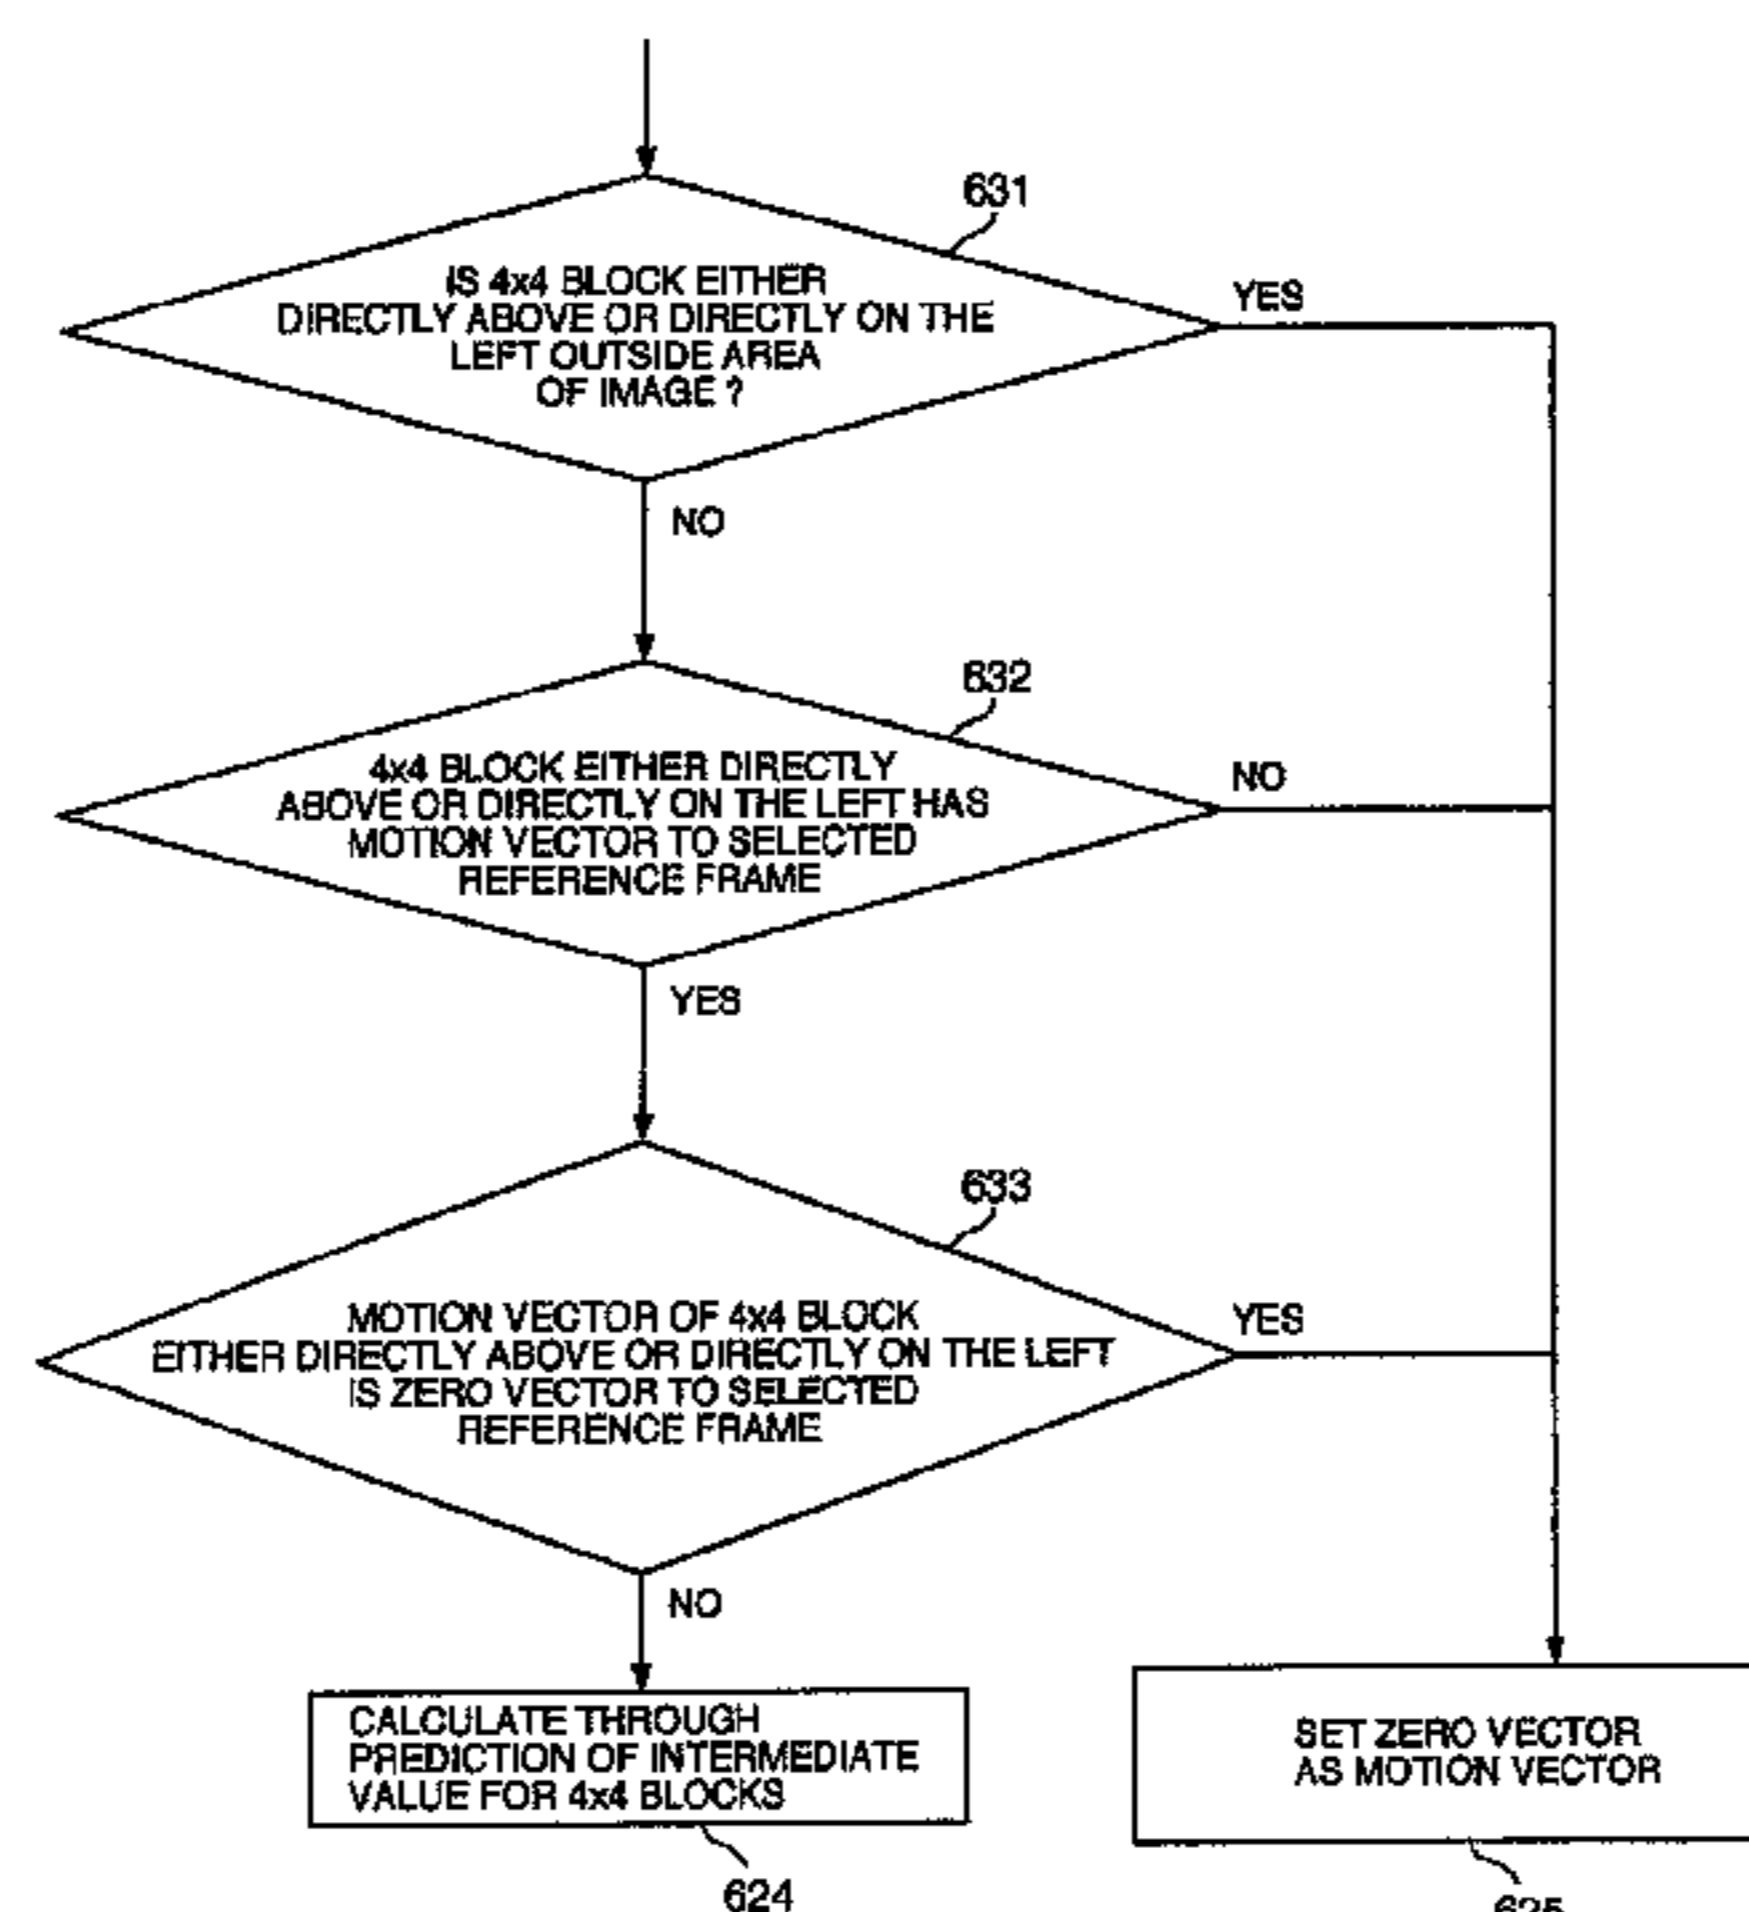 631
IS 4x4 BLOCK EITHER
DIRECTLY ABOVE OR DIRECTLY ON THE
LEFT OUTSIDE AREA
OF IMAGE ?
YES
NO
632
4x4 BLOCK EITHER DIRECTLY
ABOVE OR DIRECTLY ON THE LEFT HAS
MOTION VECTOR TO SELECTED
REFERENCE FRAME
NO
YES
633
MOTION VECTOR OF 4x4 BLOCK
EITHER DIRECTLY ABOVE OR DIRECTLY ON THE LEFT
IS ZERO VECTOR TO SELECTED
REFERENCE FRAME
YES
NO
CALCULATE THROUGH
PREDICTION OF INTERMEDIATE
VALUE FOR 4x4 BLOCKS
624
SET ZERO VECTOR
AS MOTION VECTOR
625